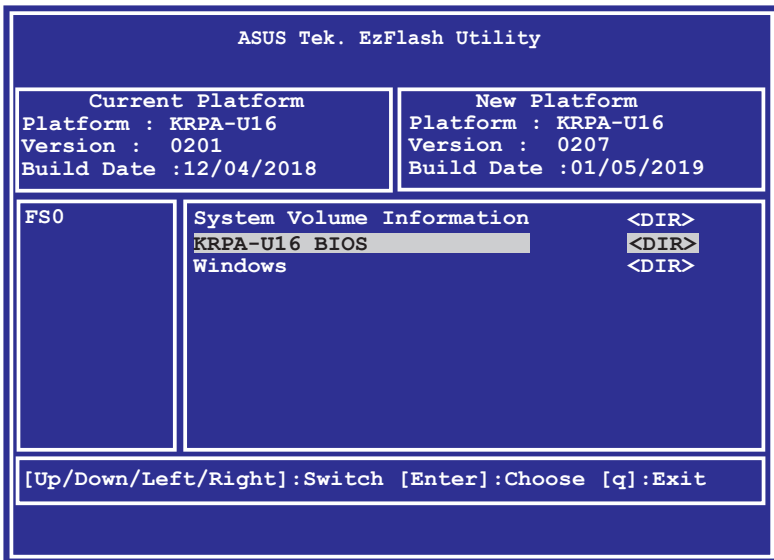 ASUS Tek. EzFlash Utility
Current Platform
Platform : KRPA-U16
Version : 0201
Build Date :12/04/2018
New Platform
Platform : KRPA-U16
Version : 0207
Build Date :01/05/2019
FS0
System Volume Information <DIR>
KRPA-U16 BIOS <DIR>
Windows <DIR>
[Up/Down/Left/Right]:Switch [Enter]:Choose [q]:Exit